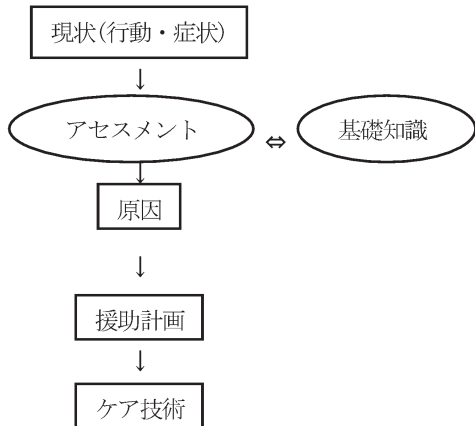 現状(行動・症状)
↓
アセスメント ⇔ 基礎知識
↓
原因
↓
援助計画
↓
ケア技術